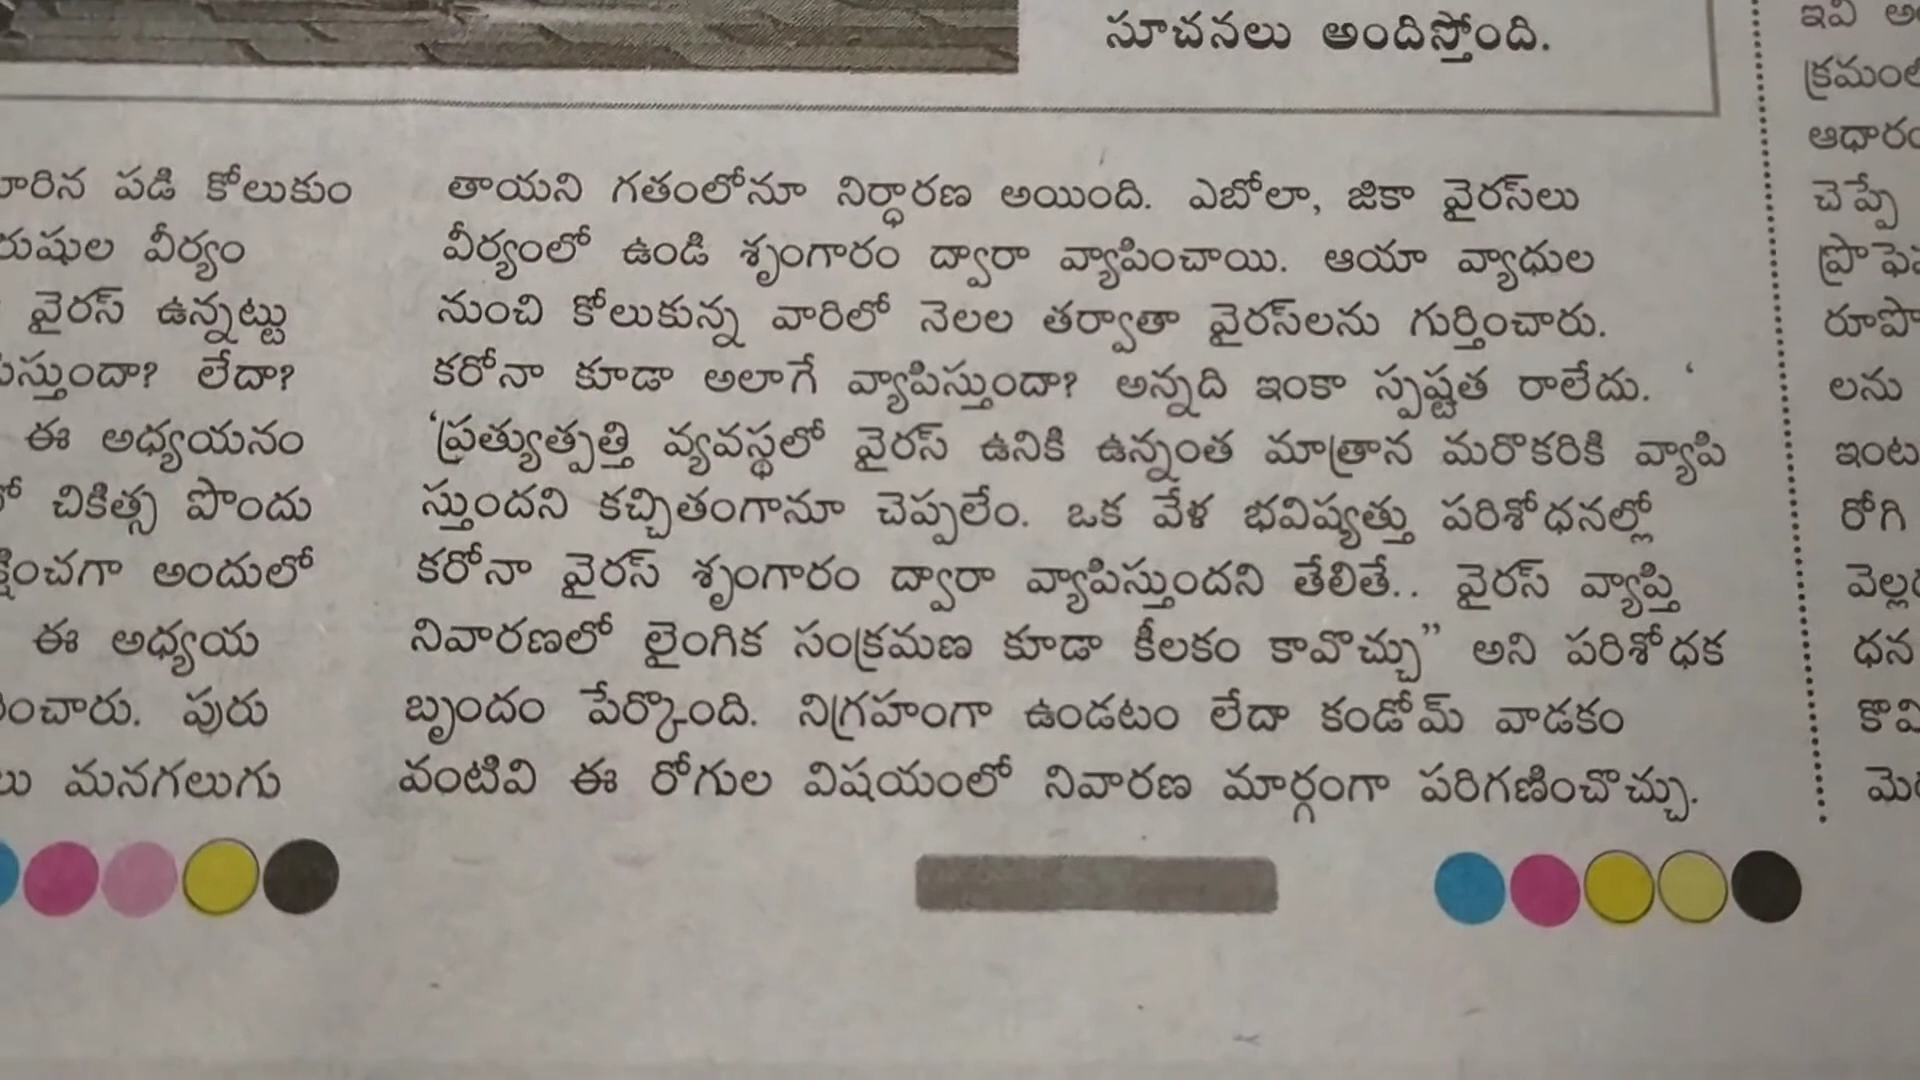 సూచనలు అందిస్తోంది.
పడి కోలుకుం
వీర్యం
వైరస్ ఉన్నట్టు
లేదా?
ఈ అధ్యయనం
చికిత్స పొందు
అందులో
ఈ అధ్యయ
పురు
మనగలుగు
తాయని గతంలోనూ నిర్ధారణ అయింది. ఎబోలా, జికా వైరస్‌లు
వీర్యంలో ఉండి శృంగారం ద్వారా వ్యాపించాయి. ఆయా వ్యాధుల
నుంచి కోలుకున్న వారిలో నెలల తర్వాతా వైరస్‌లను గుర్తించారు.
కరోనా కూడా అలాగే వ్యాపిస్తుందా? అన్నది ఇంకా స్పష్టత రాలేదు. ‘
‘ప్రత్యుత్పత్తి వ్యవస్థలో వైరస్ ఉనికి ఉన్నంత మాత్రాన మరొకరికి వ్యాపి
స్తుందని కచ్చితంగానూ చెప్పలేం. ఒక వేళ భవిష్యత్తు పరిశోధనల్లో
కరోనా వైరస్ శృంగారం ద్వారా వ్యాపిస్తుందని తేలితే.. వైరస్ వ్యాప్తి
నివారణలో లైంగిక సంక్రమణ కూడా కీలకం కావొచ్చు” అని పరిశోధక
బృందం పేర్కొంది. నిగ్రహంగా ఉండటం లేదా కండోమ్ వాడకం
వంటివి ఈ రోగుల విషయంలో నివారణ మార్గంగా పరిగణించొచ్చు.
ఇవి
చెప్పే
లను
రోగి
ధన